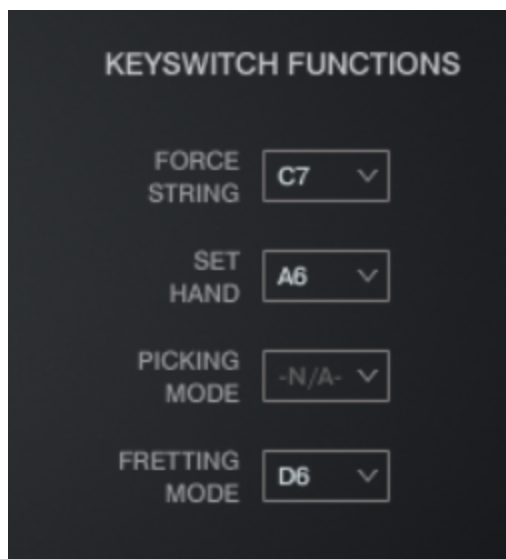 KEYSWITCH FUNCTIONS
FORCE
STRING
C7
SET
HAND
A6
PICKING
MODE
-N/A-
FRETTING
MODE
D6